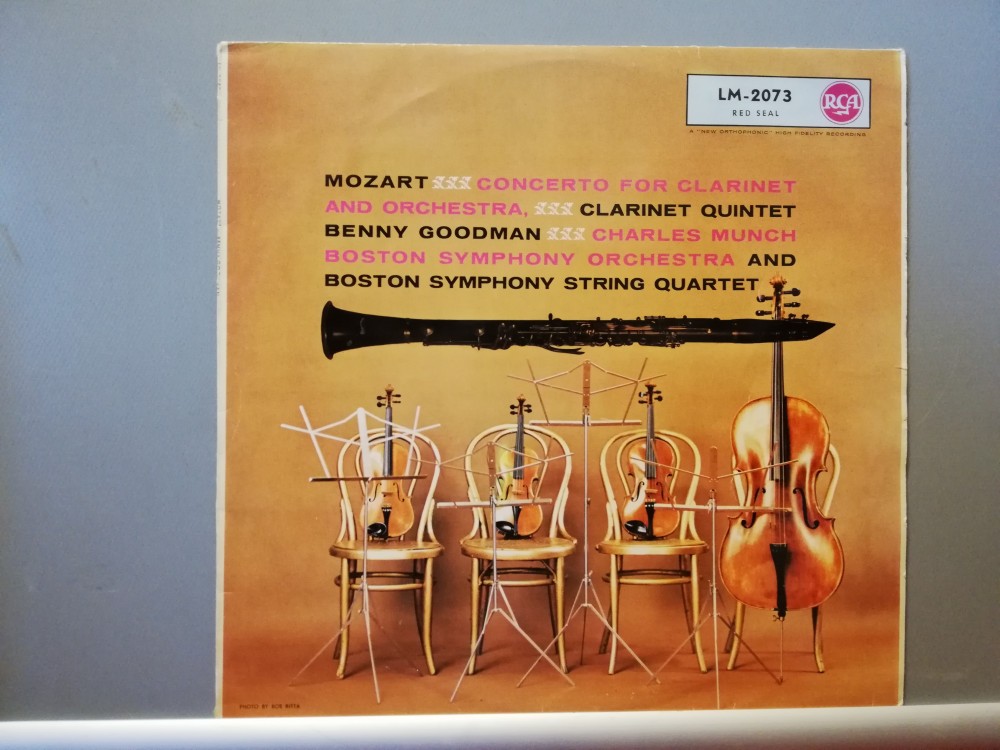 LM-2073
RED SEAL
RCA
A "NEW ORTHOPHONIC" HIGH FIDELITY RECORDING
MOZART CONCERTO FOR CLARINET
AND ORCHESTRA, CLARINET QUINTET
BENNY GOODMAN CHARLES MUNCH
BOSTON SYMPHONY ORCHESTRA AND
BOSTON SYMPHONY STRING QUARTET
PHOTO BY BOB